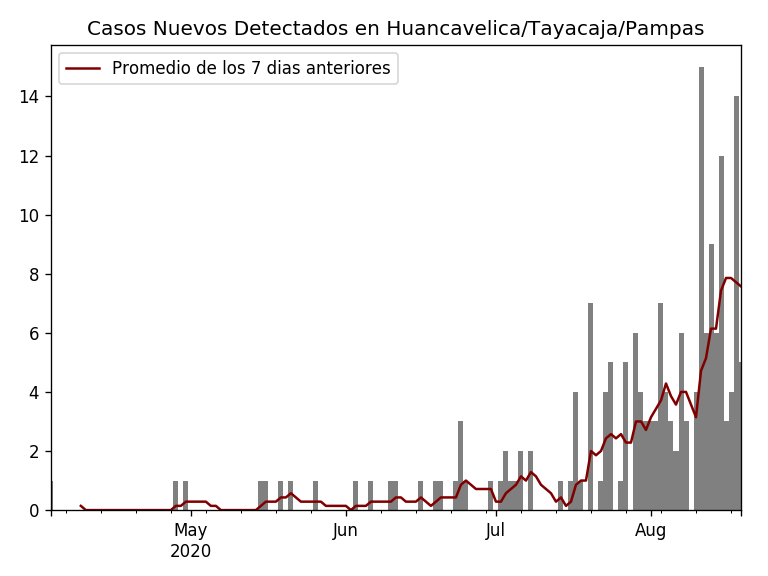 Casos Nuevos Detectados en Huancavelica/Tayacaja/Pampas
Promedio de los 7 dias anteriores
14
12
10
8
6
4
2
0
May
2020
Jun
Jul
Aug